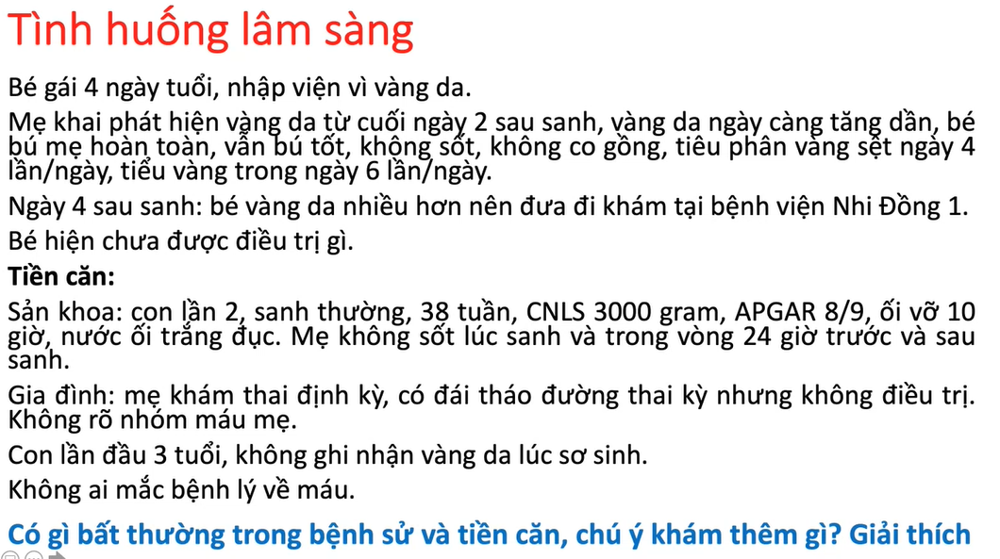 Tình huống lâm sàng
Bé gái 4 ngày tuổi, nhập viện vì vàng da.
Mẹ khai phát hiện vàng da từ cuối ngày 2 sau sanh, vàng da ngày càng tăng dần, bé
bú mẹ hoàn toàn, vẫn bú tốt, không sốt, không co gồng, tiêu phân vàng sệt ngày 4
lần/ngày, tiểu vàng trong ngày 6 lần/ngày.
Ngày 4 sau sanh: bé vàng da nhiều hơn nên đưa đi khám tại bệnh viện Nhi Đồng 1.
Bé hiện chưa được điều trị gì.
Tiền căn:
Sản khoa: con lần 2, sanh thường, 38 tuần, CNLS 3000 gram, APGAR 8/9, ối vỡ 10
giờ, nước ối trắng đục. Mẹ không sốt lúc sanh và trong vòng 24 giờ trước và sau
sanh.
Gia đình: mẹ khám thai định kỳ, có đái tháo đường thai kỳ nhưng không điều trị.
Không rõ nhóm máu mẹ.
Con lần đầu 3 tuổi, không ghi nhận vàng da lúc sơ sinh.
Không ai mắc bệnh lý về máu.
Có gì bất thường trong bệnh sử và tiền căn, chú ý khám thêm gì? Giải thích